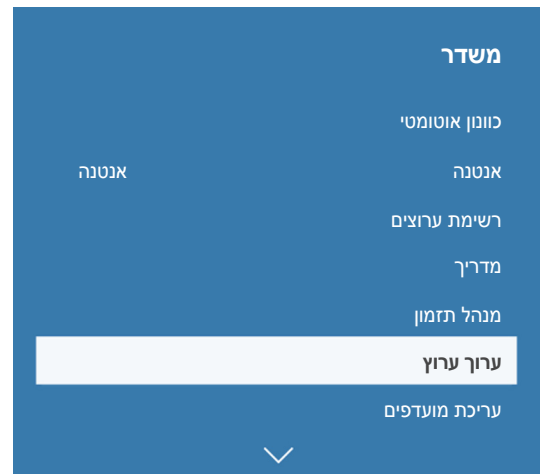 משדר
כוונון אוטומטי
אנטנה אנטנה
רשימת ערוצים
מדריך
מנהל תזמון
ערוך ערוץ
עריכת מועדפים